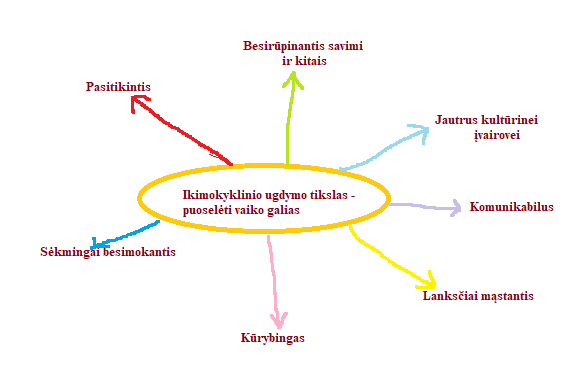 Besirūpinantis savimi
ir kitais
Pasitikintis
Jautrus kultūrinei
įvairovei
Ikimokyklinio ugdymo tikslas -
puoselėti vaiko galias
Komunikabilus
Sėkmingai besimokantis
Lanksčiai mąstantis
Kūrybingas